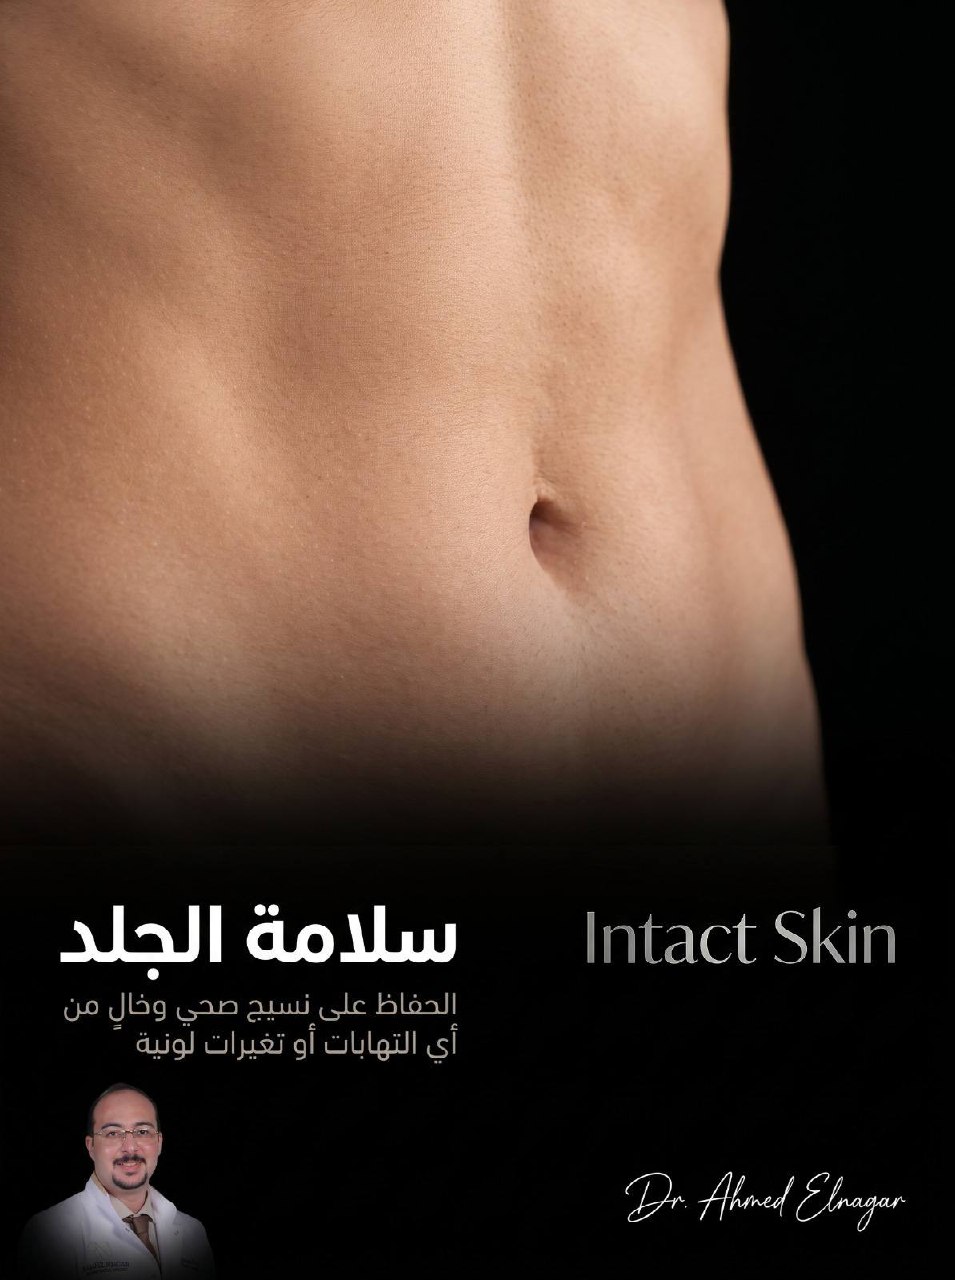 سلامة الجلد
Intact Skin
الحفاظ على نسيج صحي وخالٍ من
أي التهابات أو تغيرات لونية
Dr. Ahmed Elnagar